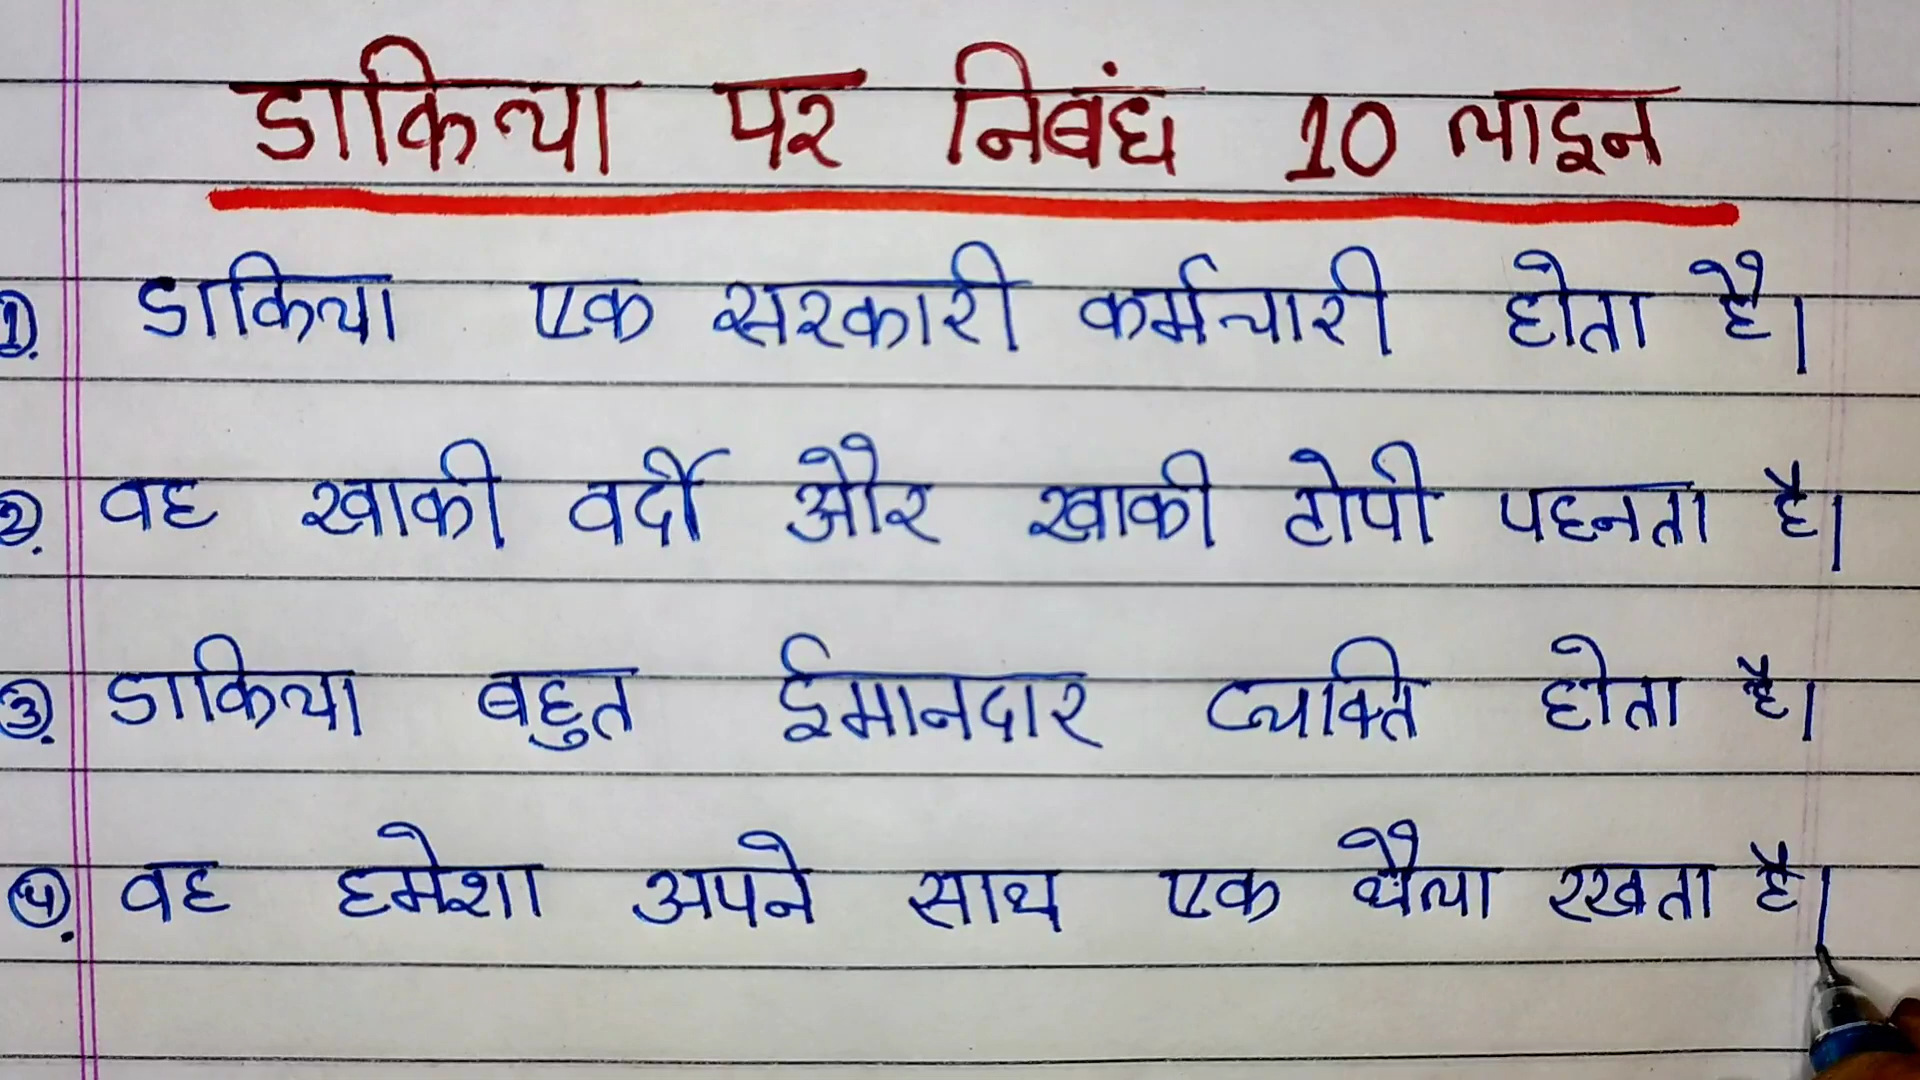 डाकिया पर निबंध 10 लाइन
1. डाकिया एक सरकारी कर्मचारी होता है।
2. वह खाकी वर्दी और खाकी टोपी पहनता है।
3. डाकिया बहुत ईमानदार व्यक्ति होता है।
4. वह हमेशा अपने साथ एक थैला रखता है।